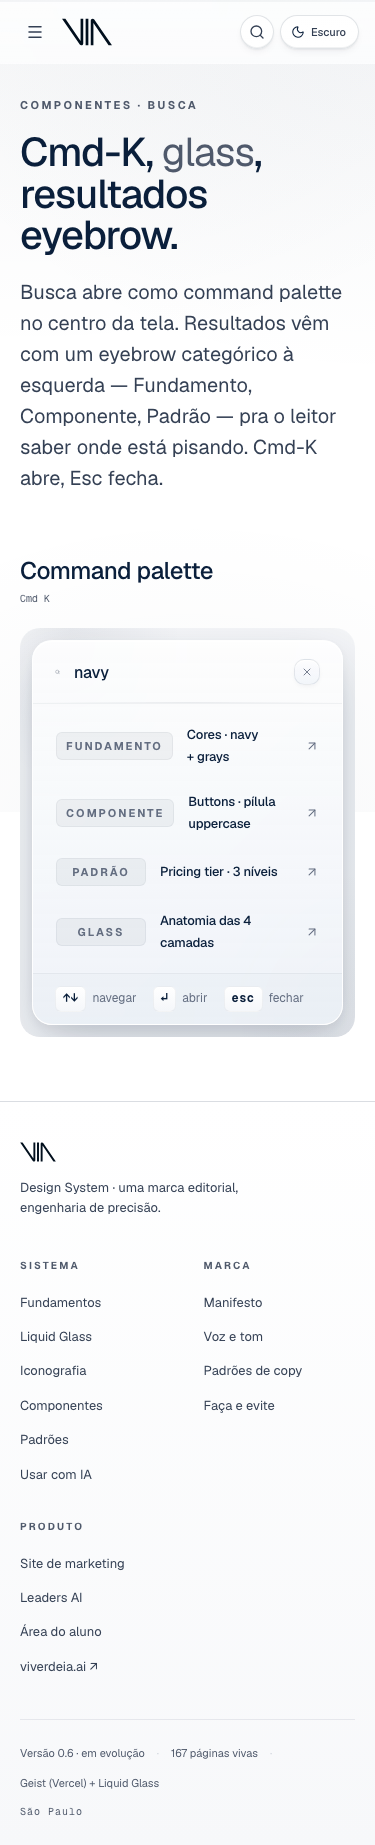 VIA
Escuro
COMPONENTES · BUSCA
Cmd-K, glass,
resultados
eyebrow.
Busca abre como command palette
no centro da tela. Resultados vêm
com um eyebrow categórico à
esquerda — Fundamento,
Componente, Padrão — pra o leitor
saber onde está pisando. Cmd-K
abre, Esc fecha.
Command palette
Cmd K
navy
FUNDAMENTO
Cores · navy
+ grays
COMPONENTE
Buttons · pílula
uppercase
PADRÃO
Pricing tier · 3 níveis
GLASS
Anatomia das 4
camadas
↑↓ navegar ↵ abrir esc fechar
VIA
Design System · uma marca editorial,
engenharia de precisão.
SISTEMA
Fundamentos
Liquid Glass
Iconografia
Componentes
Padrões
Usar com IA
MARCA
Manifesto
Voz e tom
Padrões de copy
Faça e evite
PRODUTO
Site de marketing
Leaders AI
Área do aluno
viverdeia.ai ↗
Versão 0.6 · em evolução · 167 páginas vivas ·
Geist (Vercel) + Liquid Glass
São Paulo